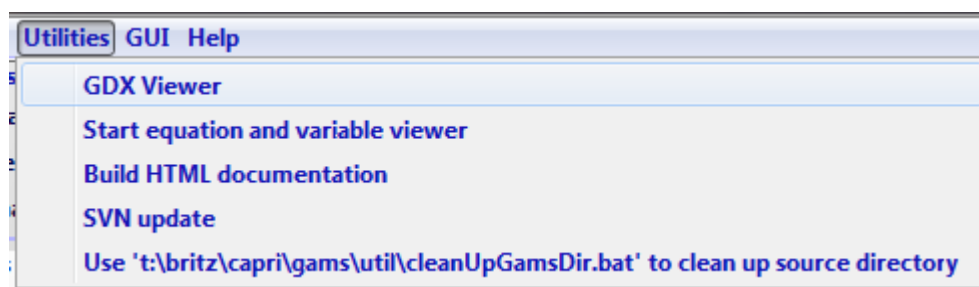 Utilities GUI Help
GDX Viewer
Start equation and variable viewer
Build HTML documentation
SVN update
Use 't:\britz\capri\gams\util\cleanUpGamsDir.bat' to clean up source directory